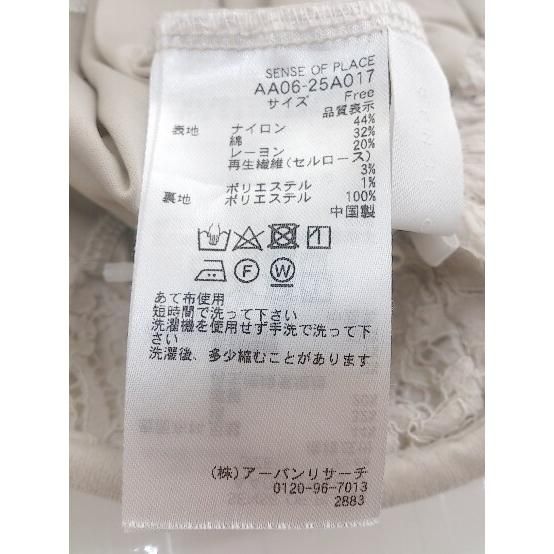 SENSE OF PLACE
AA06-25A017
サイズ Free
品質表示
表地 ナイロン 44%
綿 32%
レーヨン 20%
再生繊維(セルロース) 3%
ポリエステル 1%
裏地 ポリエステル 100%
中国製
F W
あて布使用
短時間で洗って下さい
洗濯機を使用せず手洗で洗って下
さい
洗濯後、多少縮むことがあります
(株)アーバンリサーチ
0120-96-7013
2883